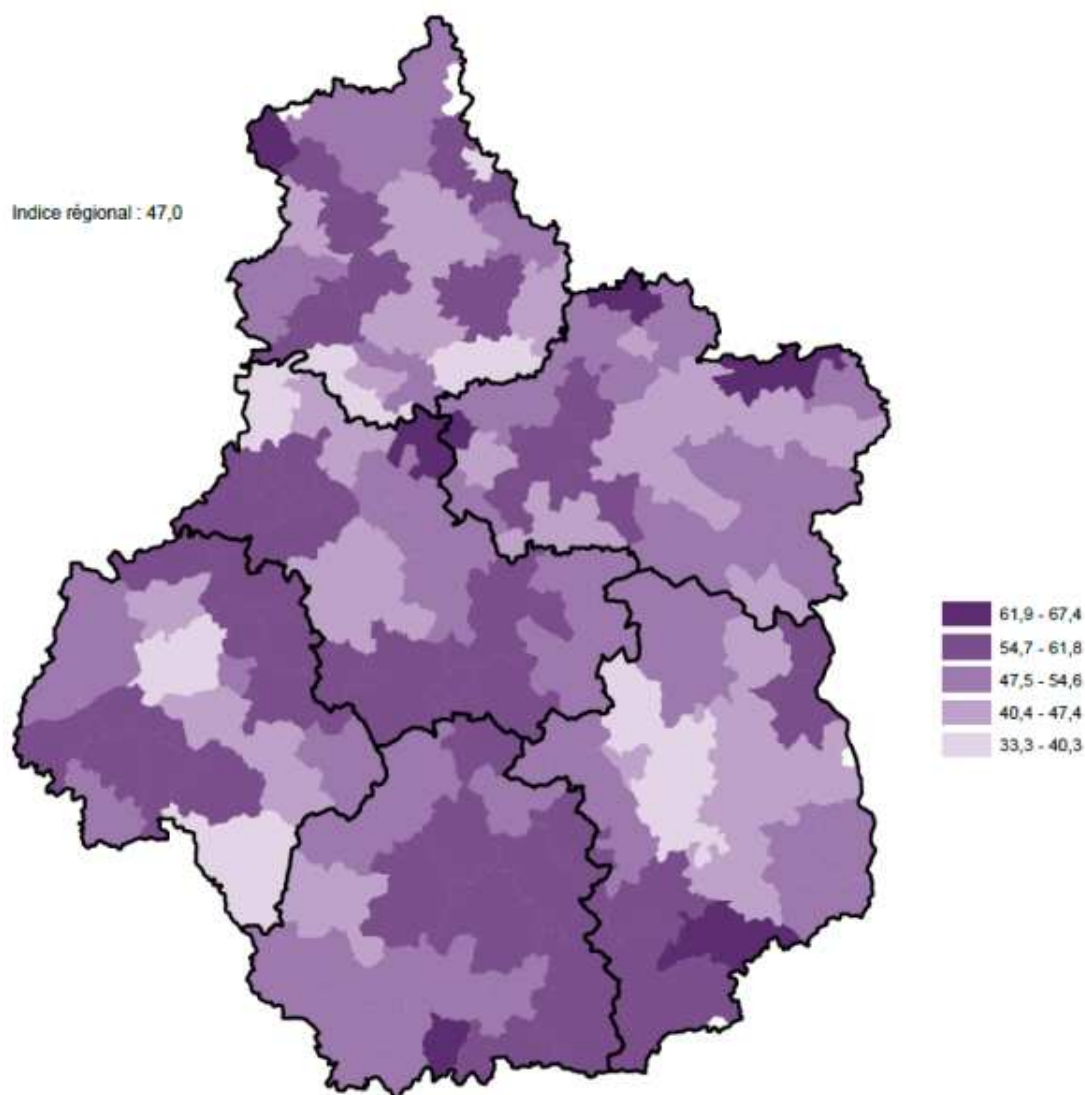 Indice régional : 47,0
61,9 - 67,4
54,7 - 61,8
47,5 - 54,6
40,4 - 47,4
33,3 - 40,3